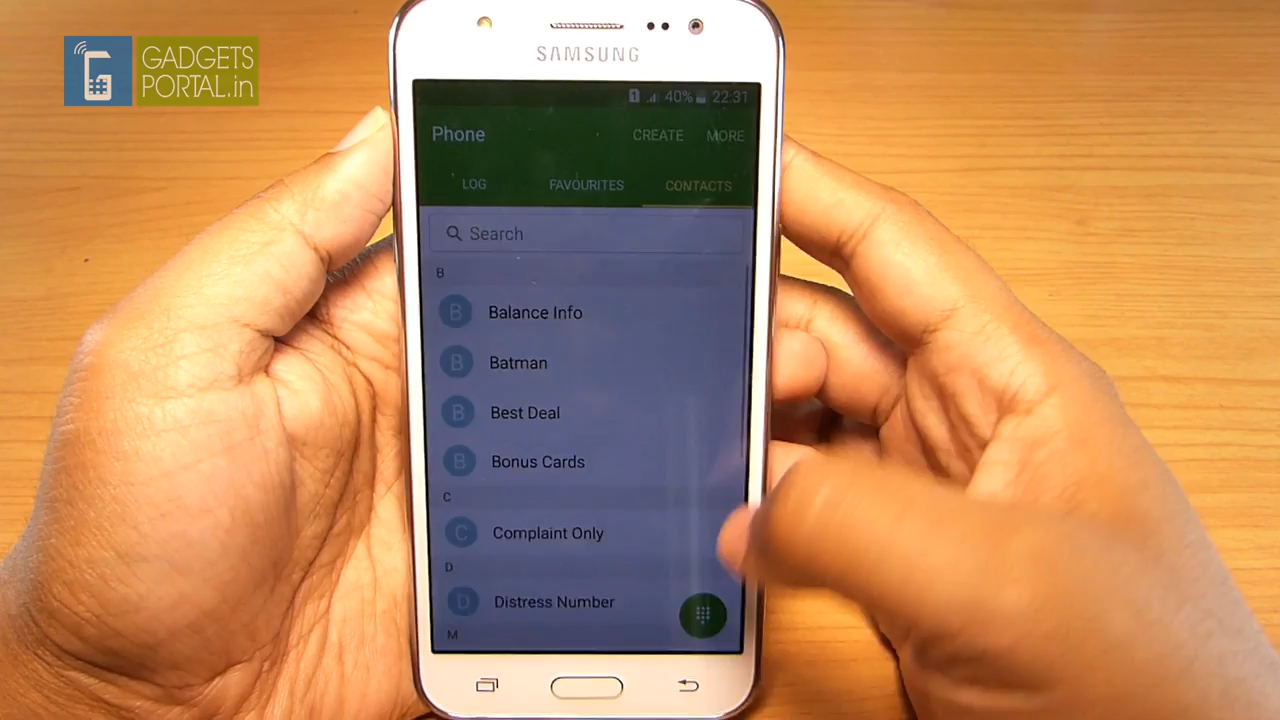 GADGETS
PORTAL.in
SAMSUNG
1 40% 22:31
Phone CREATE MORE
LOG FAVOURITES CONTACTS
Search
B
B Balance Info
B Batman
B Best Deal
B Bonus Cards
C
C Complaint Only
D
D Distress Number
M